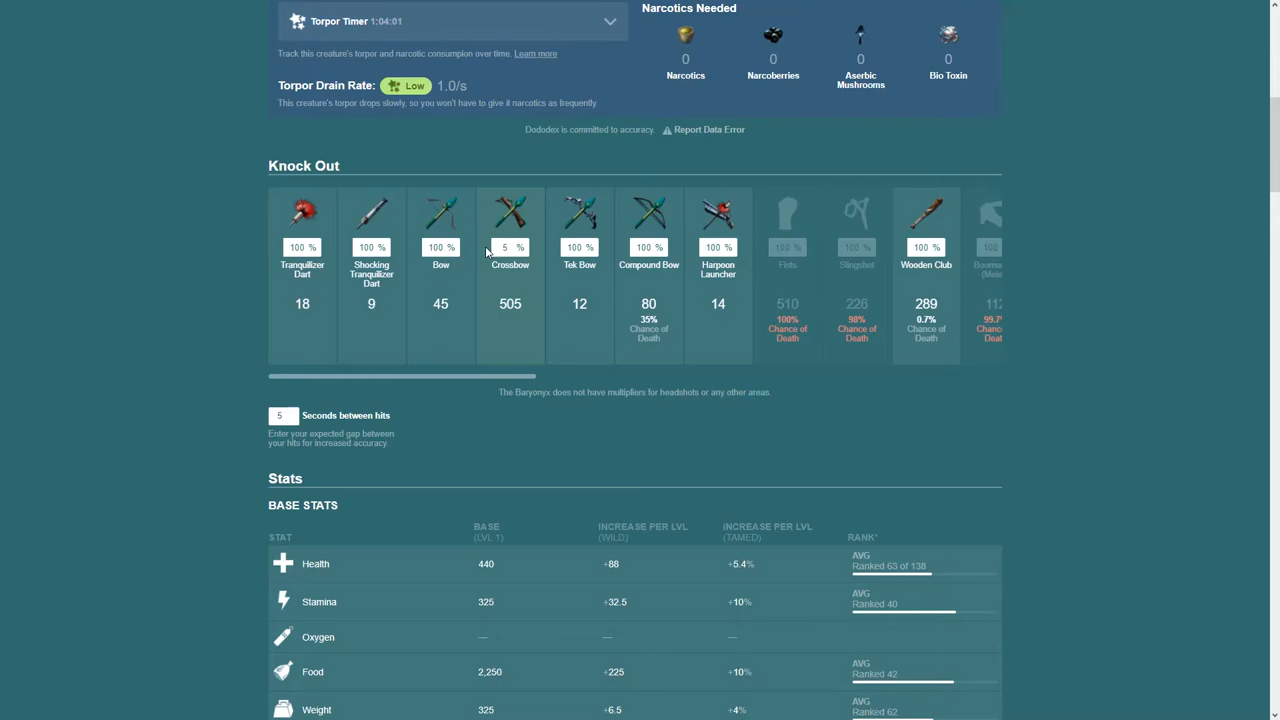 Torpor Timer 1:04:01
Track this creature's torpor and narcotic consumpion over time. Learn more
Torpor Drain Rate: Low 1.0/s
This creature's torpor drops slowly, so you won't have to give it narcotics as frequently.
Narcotics Needed
0 0 0 0
Narcotics Narcoberries Aserbic Mushrooms Bio Toxin
Dododex is committed to accuracy. Report Data Error
Knock Out
100 % 100 % 100 % 5 % 100 % 100 % 100 % 100 % 100 % 100 % 100
Tranquilizer Dart
Shocking Tranquilizer Dart
Bow
Crossbow
Tek Bow
Compound Bow
Harpoon Launcher
Fists
Slingshot
Wooden Club
(Mele
18 9 45 505 12 80 14 510 226 289 112
35% Chance of Death
100% Chance of Death
98% Chance of Death
0.7% Chance of Death
99.7 Chanc Deat
The Baryonyx does not have multipliers for headshots or any other areas.
5 Seconds between hits
Enter your expected gap between
your hits for increased accuracy.
Stats
BASE STATS
STAT BASE (LVL 1) INCREASE PER LVL (WILD) INCREASE PER LVL (TAMED) RANK*
Health 440 +88 +5.4% AVG Ranked 63 of 138
Stamina 325 +32.5 +10% AVG Ranked 40
Oxygen — — —
Food 2,250 +225 +10% AVG Ranked 42
Weight 325 +6.5 +4% AVG Ranked 62